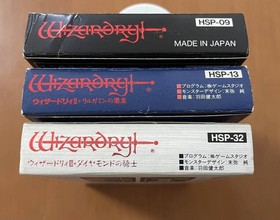 Wizardry!
HSP-09
MADE IN JAPAN
Wizardry!
HSP-13
ウィザードリィⅡ・リルガミンの遺産
■プログラム:㈱ゲームスタジオ
■モンスターデザイン:末弥 純
■音楽:羽田健太郎
Wizardry!
HSP-32
ウィザードリィⅢ・ダイヤモンドの騎士
■プログラム:㈱ゲームスタジオ
■モンスターデザイン:末弥 純
■音楽:羽田健太郎